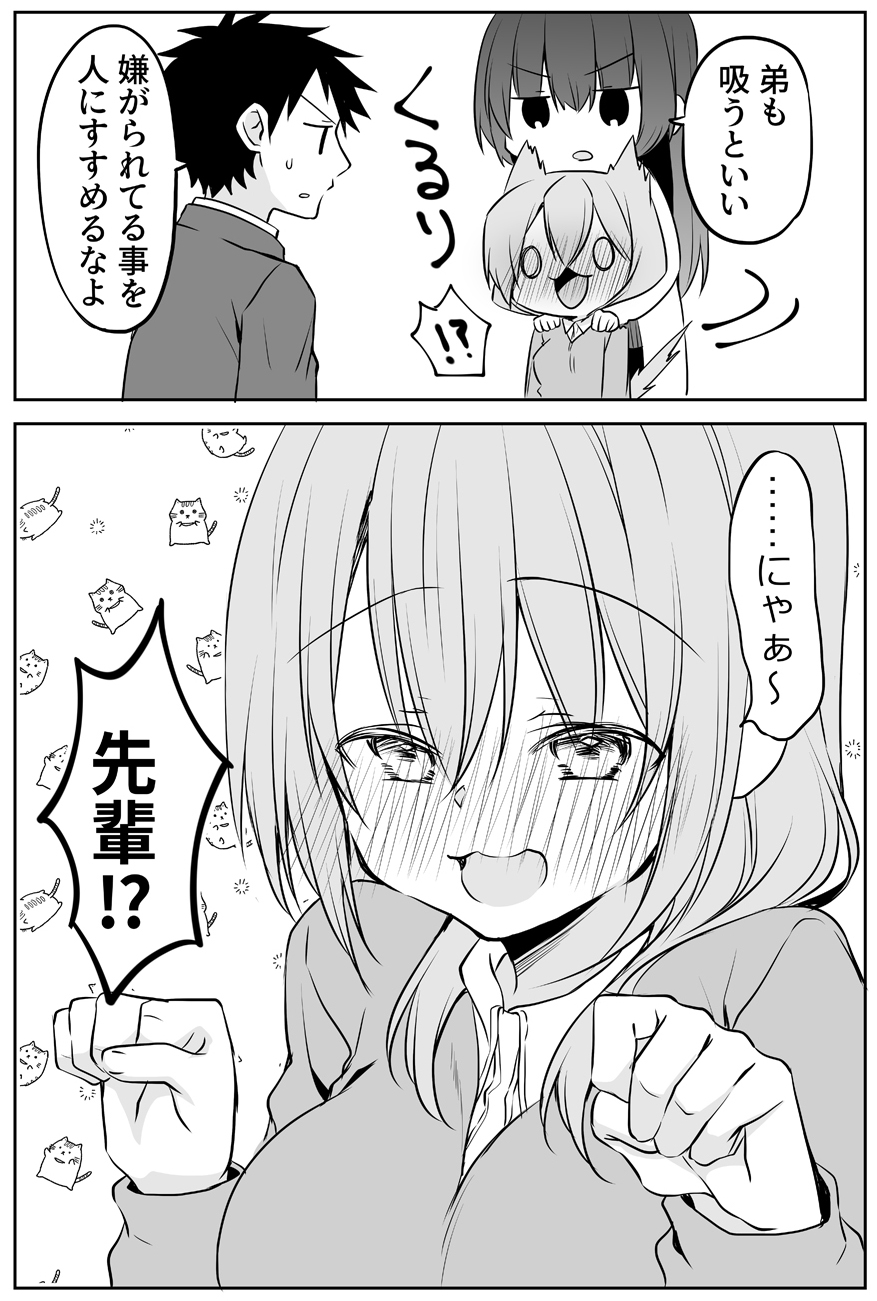 弟も
吸うといい
くるり
!?
嫌がられてる事を
人にすすめるなよ
……にゃぁ～
先輩!?